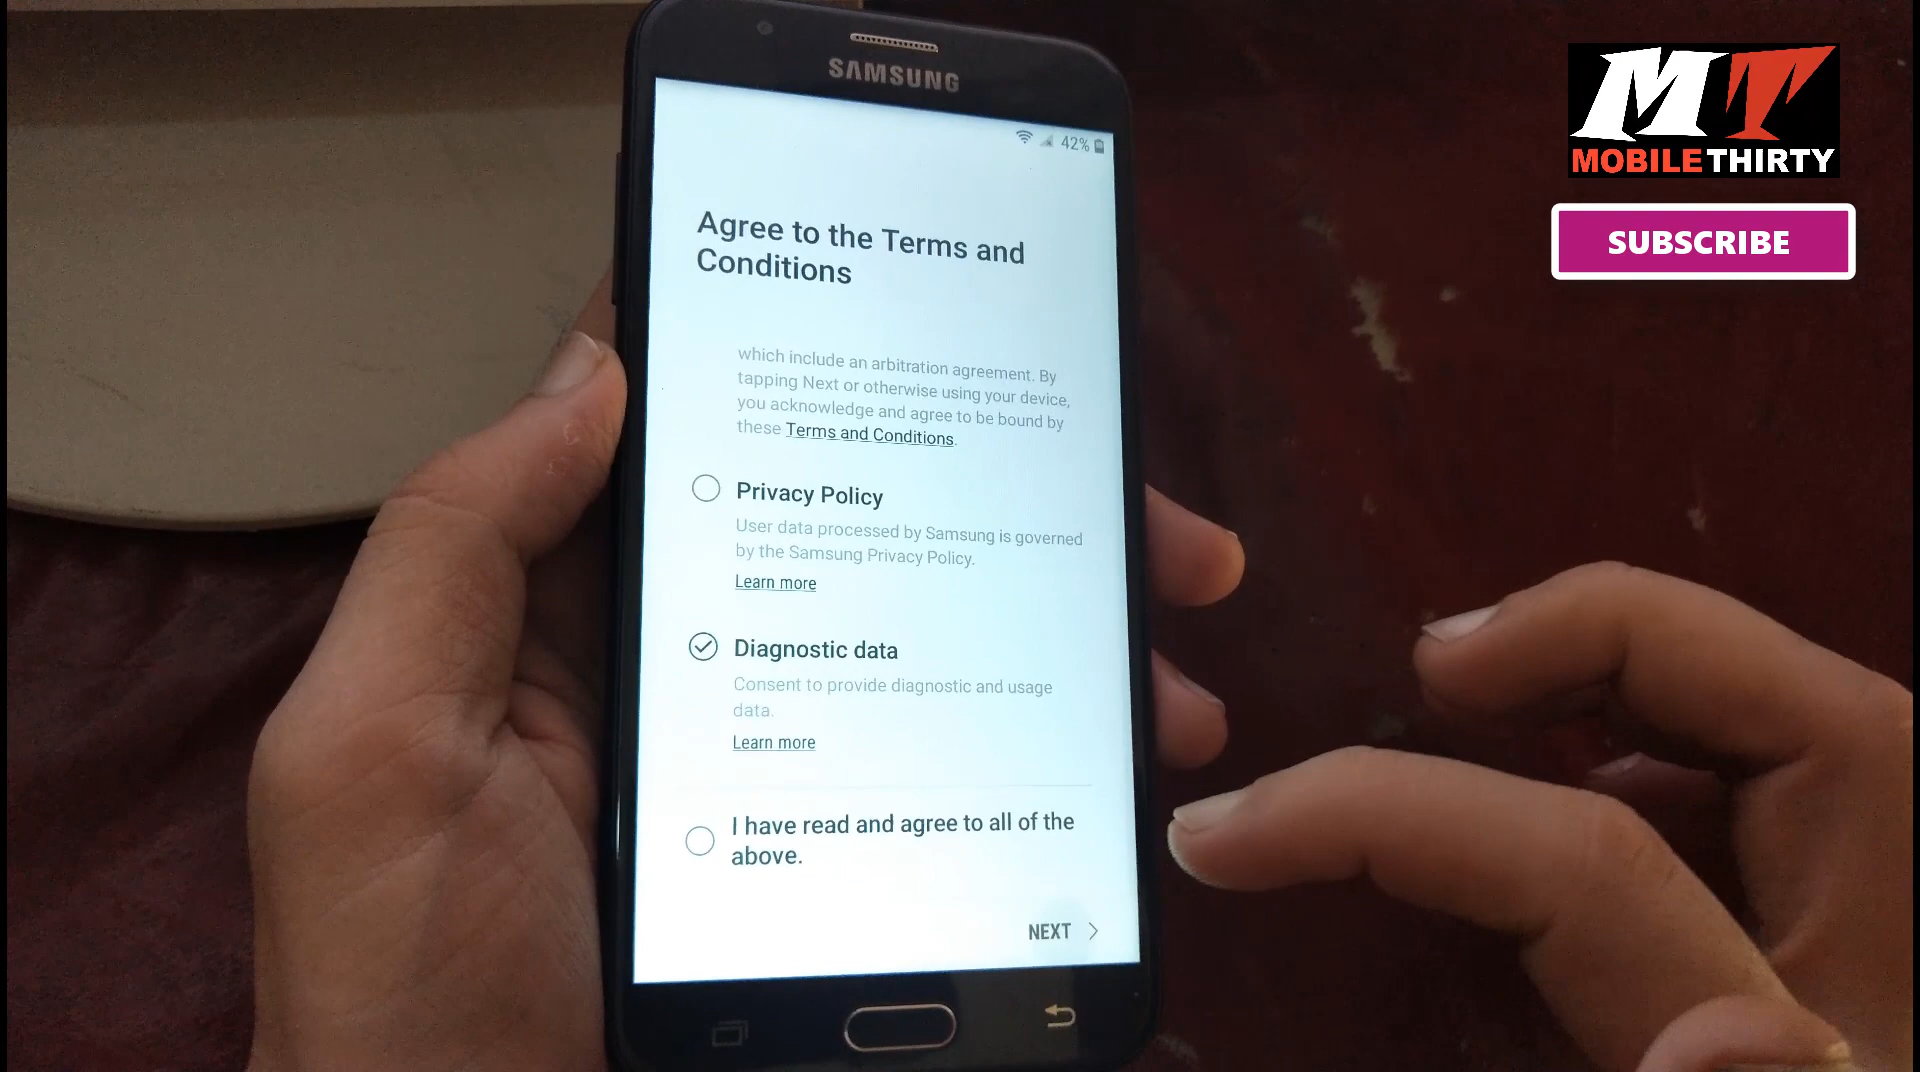 SAMSUNG
42%
Agree to the Terms and
Conditions
which include an arbitration agreement. By
tapping Next or otherwise using your device,
you acknowledge and agree to be bound by
these Terms and Conditions.
Privacy Policy
User data processed by Samsung is governed
by the Samsung Privacy Policy.
Learn more
Diagnostic data
Consent to provide diagnostic and usage
data.
Learn more
I have read and agree to all of the
above.
NEXT
MT
MOBILE THIRTY
SUBSCRIBE